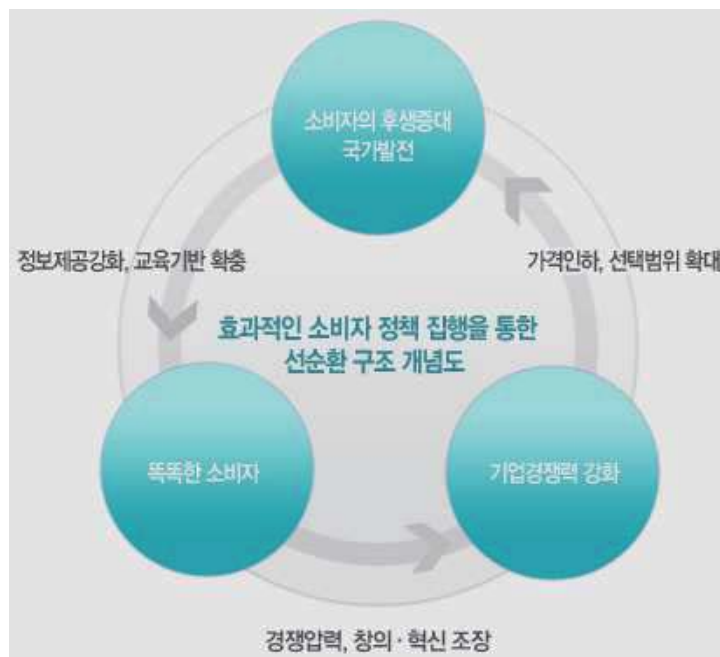 소비자의 후생증대
국가발전
정보제공강화, 교육기반 확충
가격인하, 선택범위 확대
효과적인 소비자 정책 집행을 통한
선순환 구조 개념도
똑똑한 소비자
기업경쟁력 강화
경쟁압력, 창의 · 혁신 조장